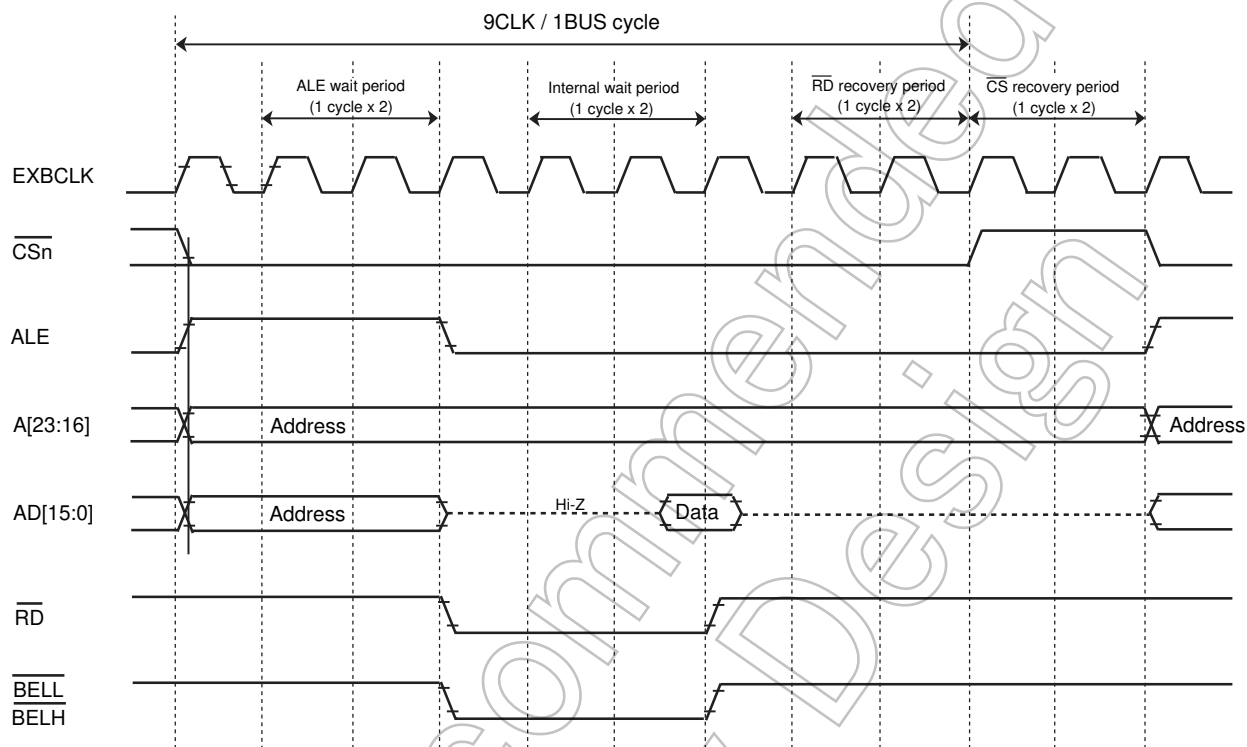 9CLK / 1BUS cycle
ALE wait period
(1 cycle x 2)
Internal wait period
(1 cycle x 2)
RD recovery period
(1 cycle x 2)
CS recovery period
(1 cycle x 2)
EXBCLK
CSn
ALE
A[23:16]
Address
Address
AD[15:0]
Address
Hi-Z
Data
RD
BELL
BELH
commended
Design